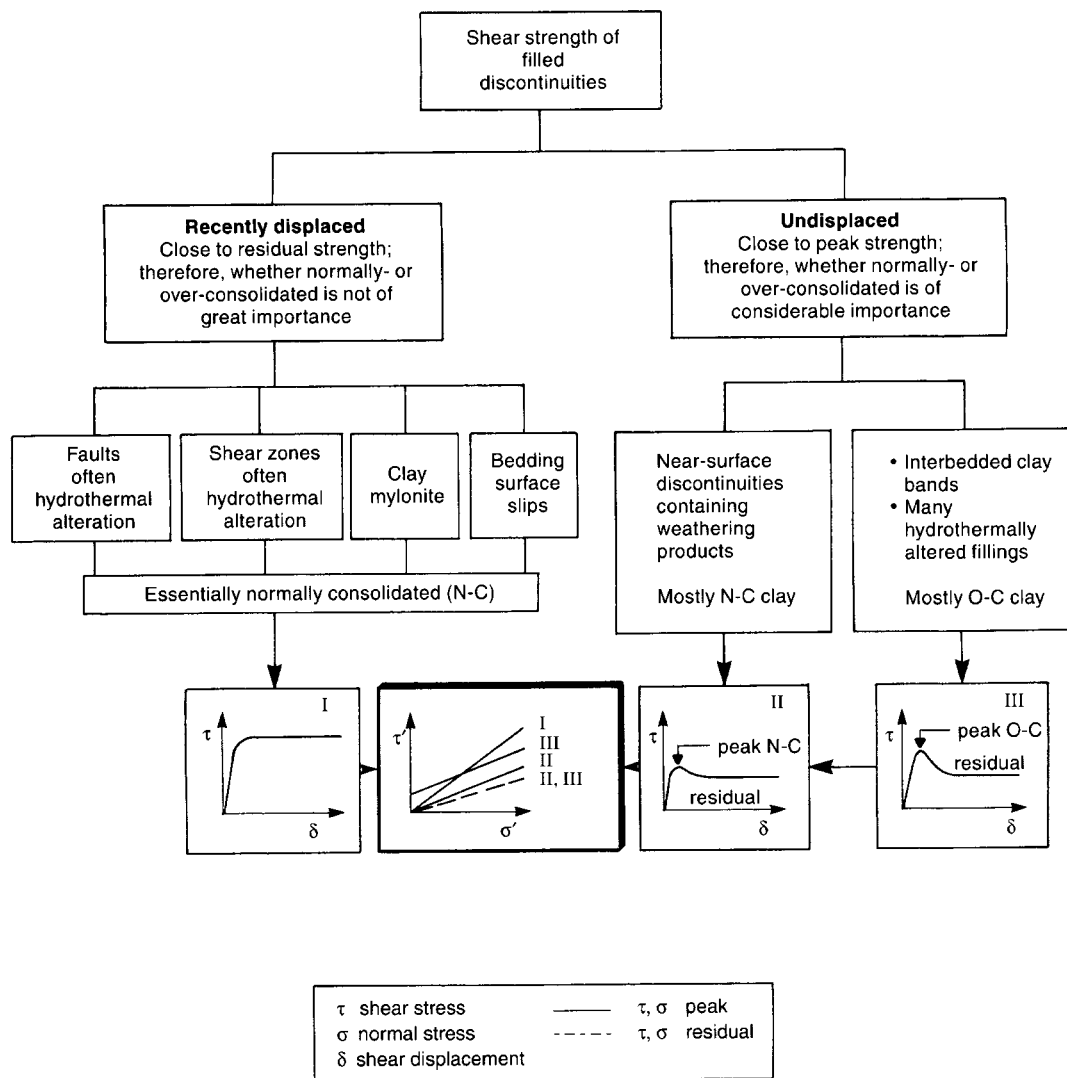 Shear strength of
filled
discontinuities
Recently displaced
Close to residual strength;
therefore, whether normally- or
over-consolidated is not of
great importance
Undisplaced
Close to peak strength;
therefore, whether normally- or
over-consolidated is of
considerable importance
Faults
often
hydrothermal
alteration
Shear zones
often
hydrothermal
alteration
Clay
mylonite
Bedding
surface
slips
Near-surface
discontinuities
containing
weathering
products
Mostly N-C clay
• Interbedded clay
bands
• Many
hydrothermally
altered fillings
Mostly O-C clay
Essentially normally consolidated (N-C)
I
τ
δ
τ′
I
III
II
II, III
σ′
II
τ
peak N-C
residual
δ
III
τ
peak O-C
residual
δ
τ shear stress
σ normal stress
δ shear displacement
τ, σ peak
τ, σ residual